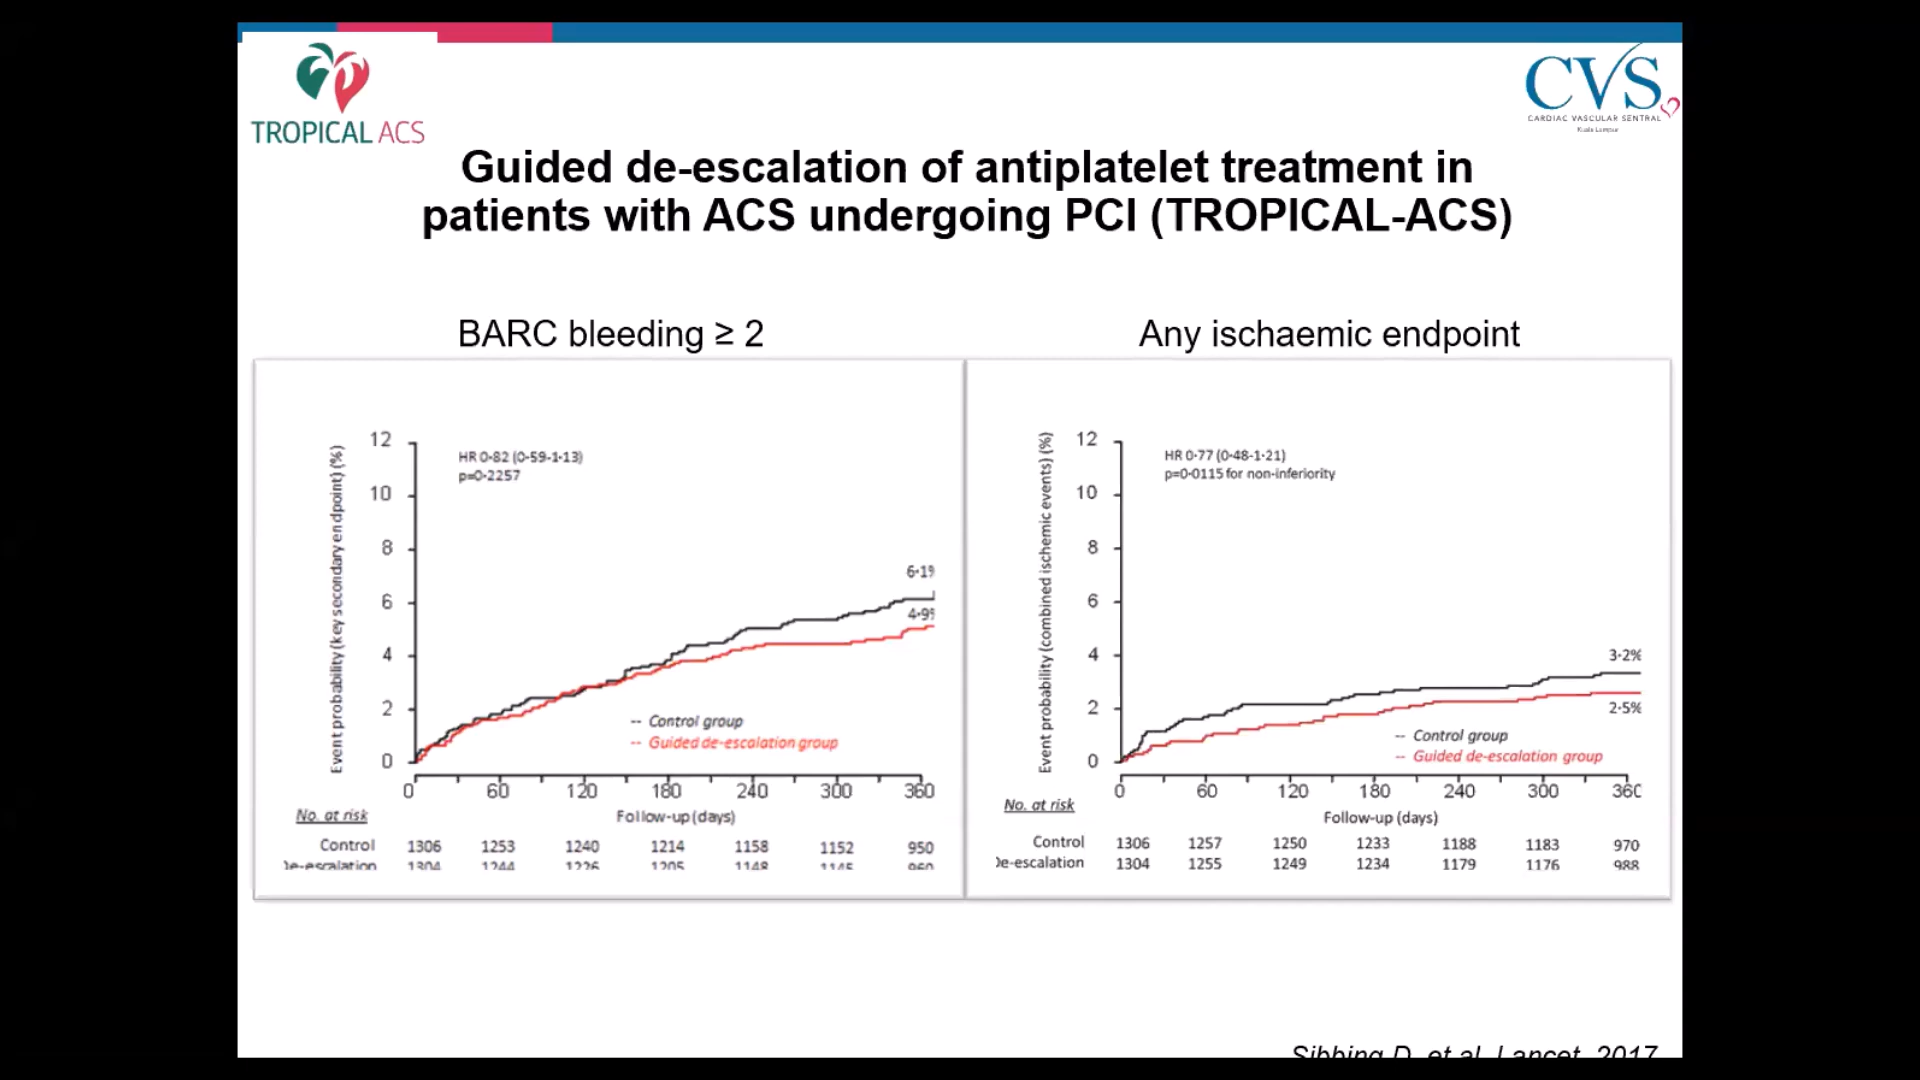 TROPICAL ACS
CVS
CARDIAC VASCULAR SENTRAL
Kuala Lumpur
Guided de-escalation of antiplatelet treatment in
patients with ACS undergoing PCI (TROPICAL-ACS)
BARC bleeding ≥ 2
Event probability (key secondary endpoint) (%)
12
10
8
6
4
2
0
HR 0·82 (0·59-1·13)
p=0·2257
6·1%
4·9%
-- Control group
-- Guided de-escalation group
0 60 120 180 240 300 360
Follow-up (days)
No. at risk
Control 1306 1253 1240 1214 1158 1152 950
De-escalation 1304 1244 1226 1205 1148 1145 960
Any ischaemic endpoint
Event probability (combined ischemic events) (%)
12
10
8
6
4
2
0
HR 0·77 (0·48-1·21)
p=0·0115 for non-inferiority
3·2%
2·5%
-- Control group
-- Guided de-escalation group
0 60 120 180 240 300 360
Follow-up (days)
No. at risk
Control 1306 1257 1250 1233 1188 1183 970
De-escalation 1304 1255 1249 1234 1179 1176 988
Sibbing D, et al. Lancet. 2017